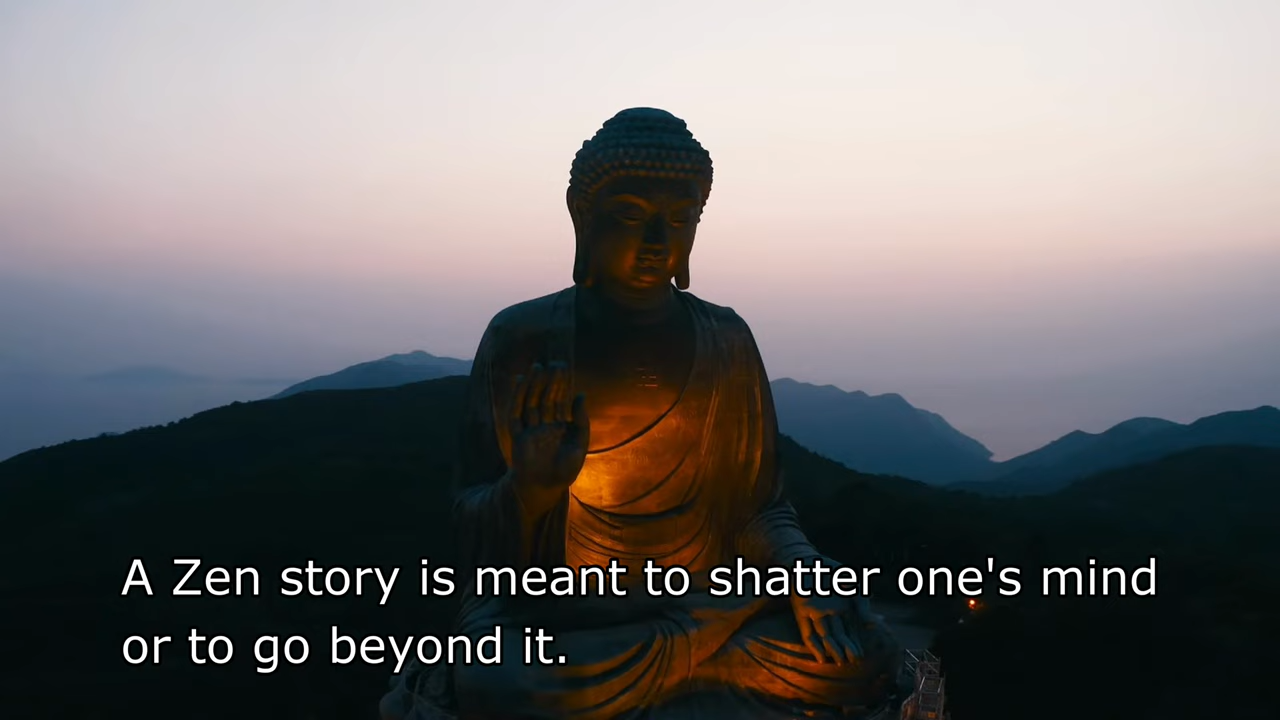 A Zen story is meant to shatter one's mind
or to go beyond it.